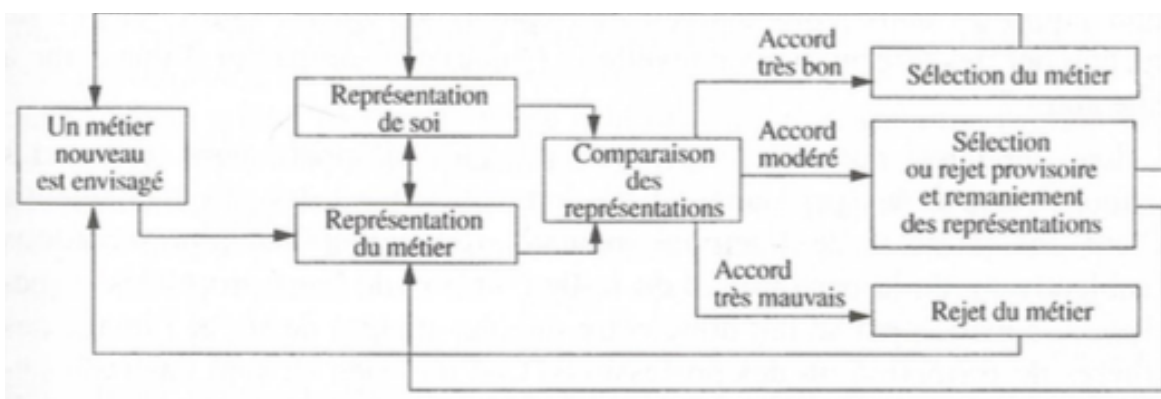 Un métier
nouveau
est envisagé
Représentation
de soi
Représentation
du métier
Comparaison
des
représentations
Accord
très bon
Accord
modéré
Accord
très mauvais
Sélection du métier
Sélection
ou rejet provisoire
et remaniement
des représentations
Rejet du métier